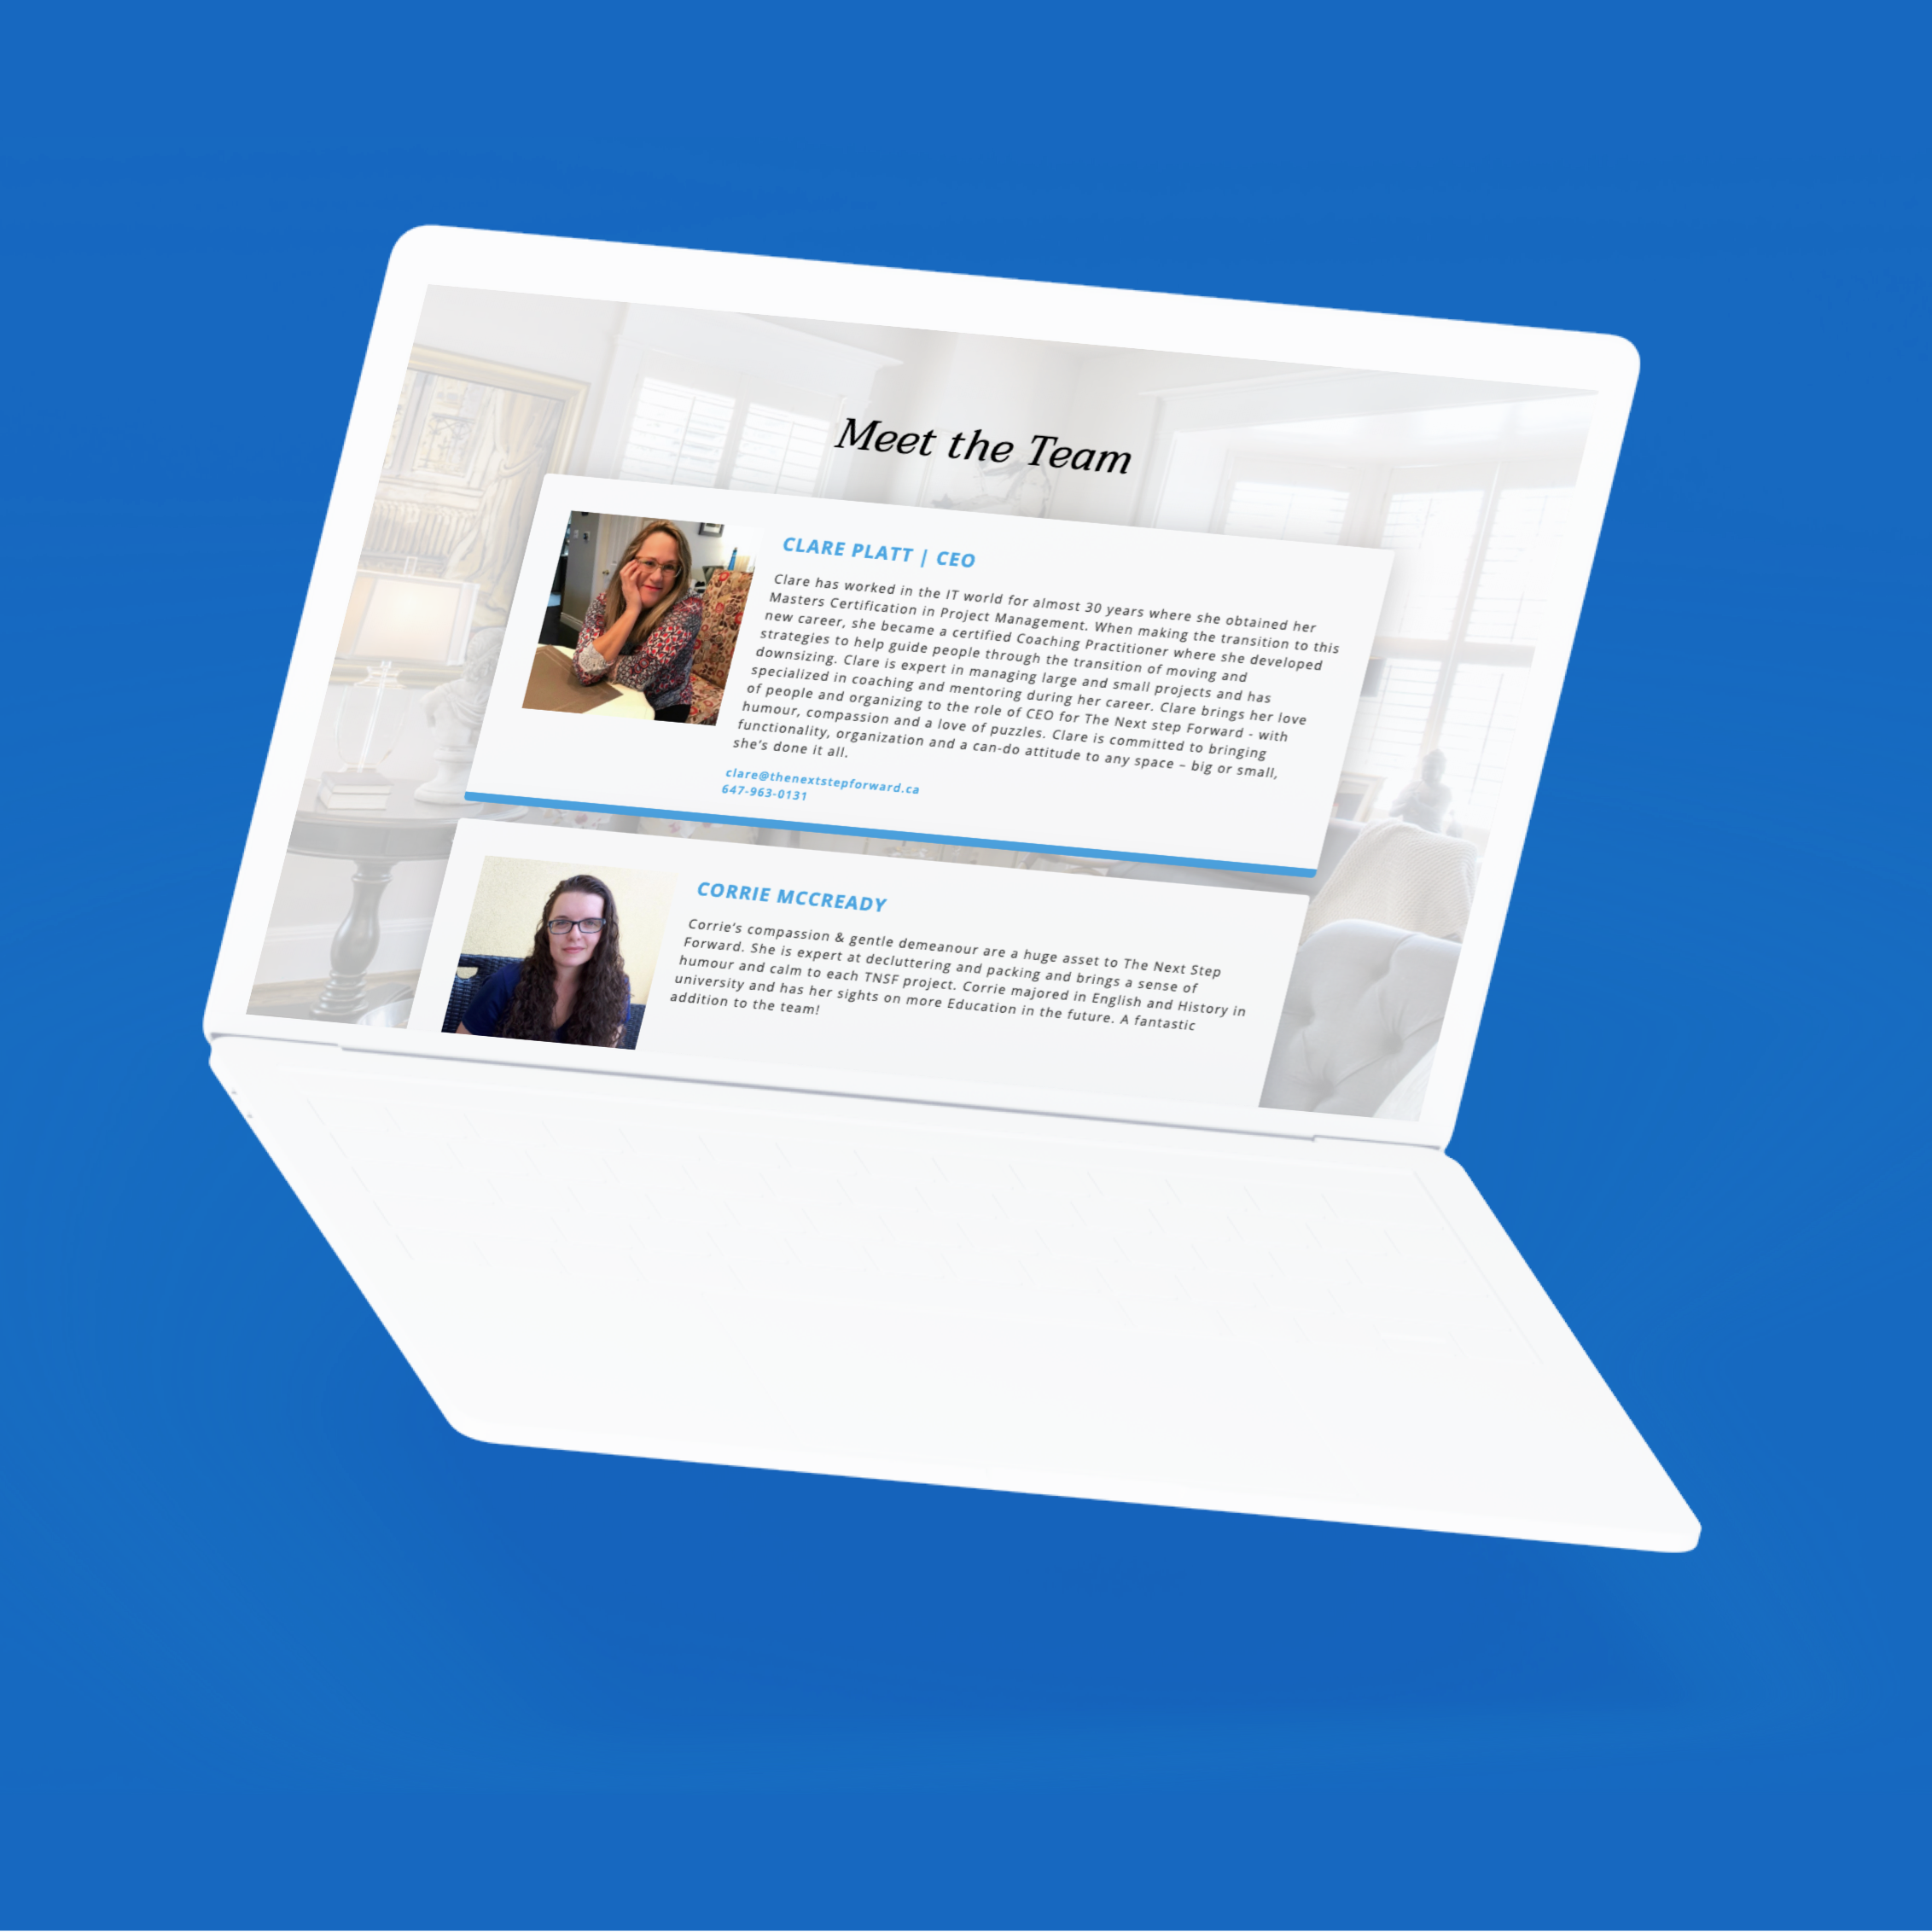 Meet the Team
CLARE PLATT | CEO
Clare has worked in the IT world for almost 30 years where she obtained her
Masters Certification in Project Management. When making the transition to this
new career, she became a certified Coaching Practitioner where she developed
strategies to help guide people through the transition of moving and
downsizing. Clare is expert in managing large and small projects and has
specialized in coaching and mentoring during her career. Clare brings her love
of people and organizing to the role of CEO for The Next step Forward - with
humour, compassion and a love of puzzles. Clare is committed to bringing
functionality, organization and a can-do attitude to any space – big or small,
she's done it all.
clare@thenextstepforward.ca
647-963-0131
CORRIE MCCREADY
Corrie's compassion & gentle demeanour are a huge asset to The Next Step
Forward. She is expert at decluttering and packing and brings a sense of
humour and calm to each TNSF project. Corrie majored in English and History in
university and has her sights on more Education in the future. A fantastic
addition to the team!